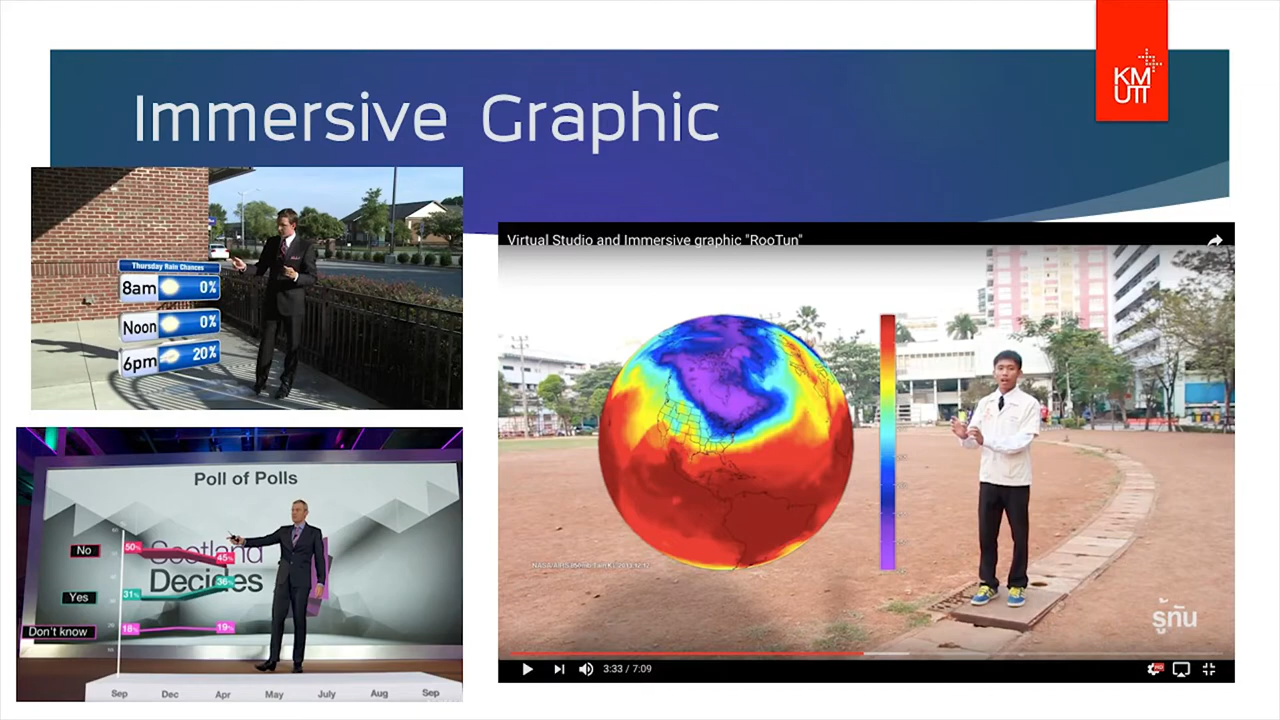 Immersive Graphic
KM
UTT
Thursday Rain Chances
8am 0%
Noon 0%
6pm 20%
Poll of Polls
Scotland
Decides
No 50% 45%
Yes 31% 36%
Don't know 18% 19%
Sep Dec Apr May July Aug Sep
Virtual Studio and Immersive graphic "RooTun"
รู้ทัน
3:33 / 7:09